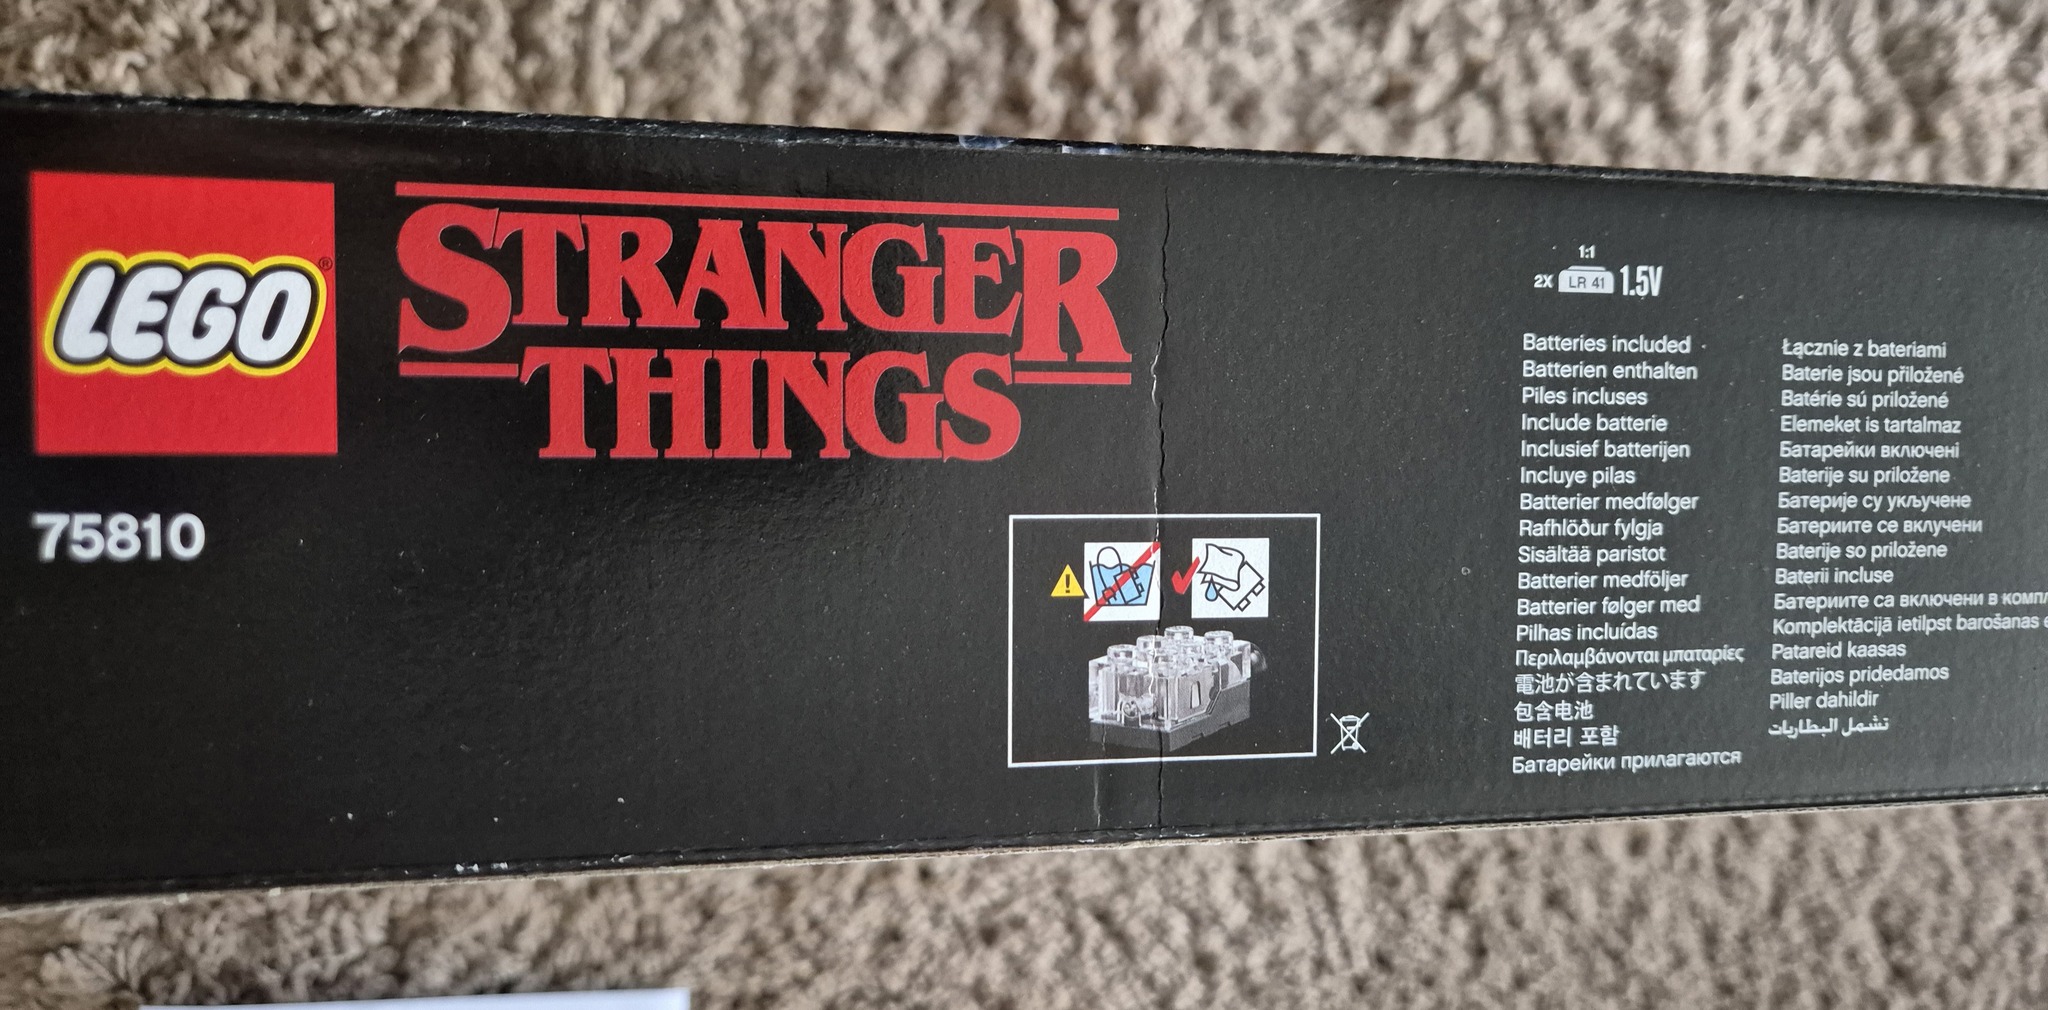 LEGO®
STRANGER
THINGS
75810
1:1
2X LR 41 1.5V
Batteries included
Batterien enthalten
Piles incluses
Include batterie
Inclusief batterijen
Incluye pilas
Batterier medfølger
Rafhlöður fylgja
Sisältää paristot
Batterier medföljer
Batterier følger med
Pilhas incluídas
Περιλαμβάνονται μπαταρίες
電池が含まれています
包含电池
배터리 포함
Батарейки прилагаются
Łącznie z bateriami
Baterie jsou přiložené
Batérie sú priložené
Elemeket is tartalmaz
Батарейки включені
Baterije su priložene
Батерије су укључене
Батериите се вклучени
Baterije so priložene
Baterii incluse
Батериите са включени в
Komplektācijā ietilpst barošanas
Patareid kaasas
Baterijos pridedamos
Piller dahildir
تشمل البطاريات